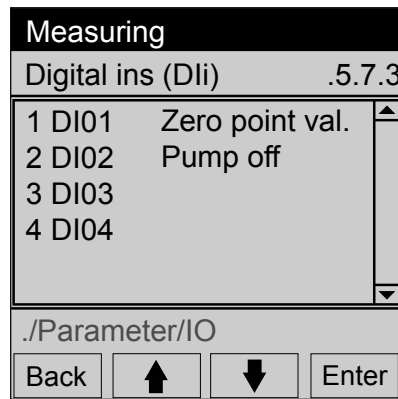 Measuring
Digital ins (DIi) .5.7.3
1 DI01 Zero point val.
2 DI02 Pump off
3 DI03
4 DI04
./Parameter/IO
Back Enter